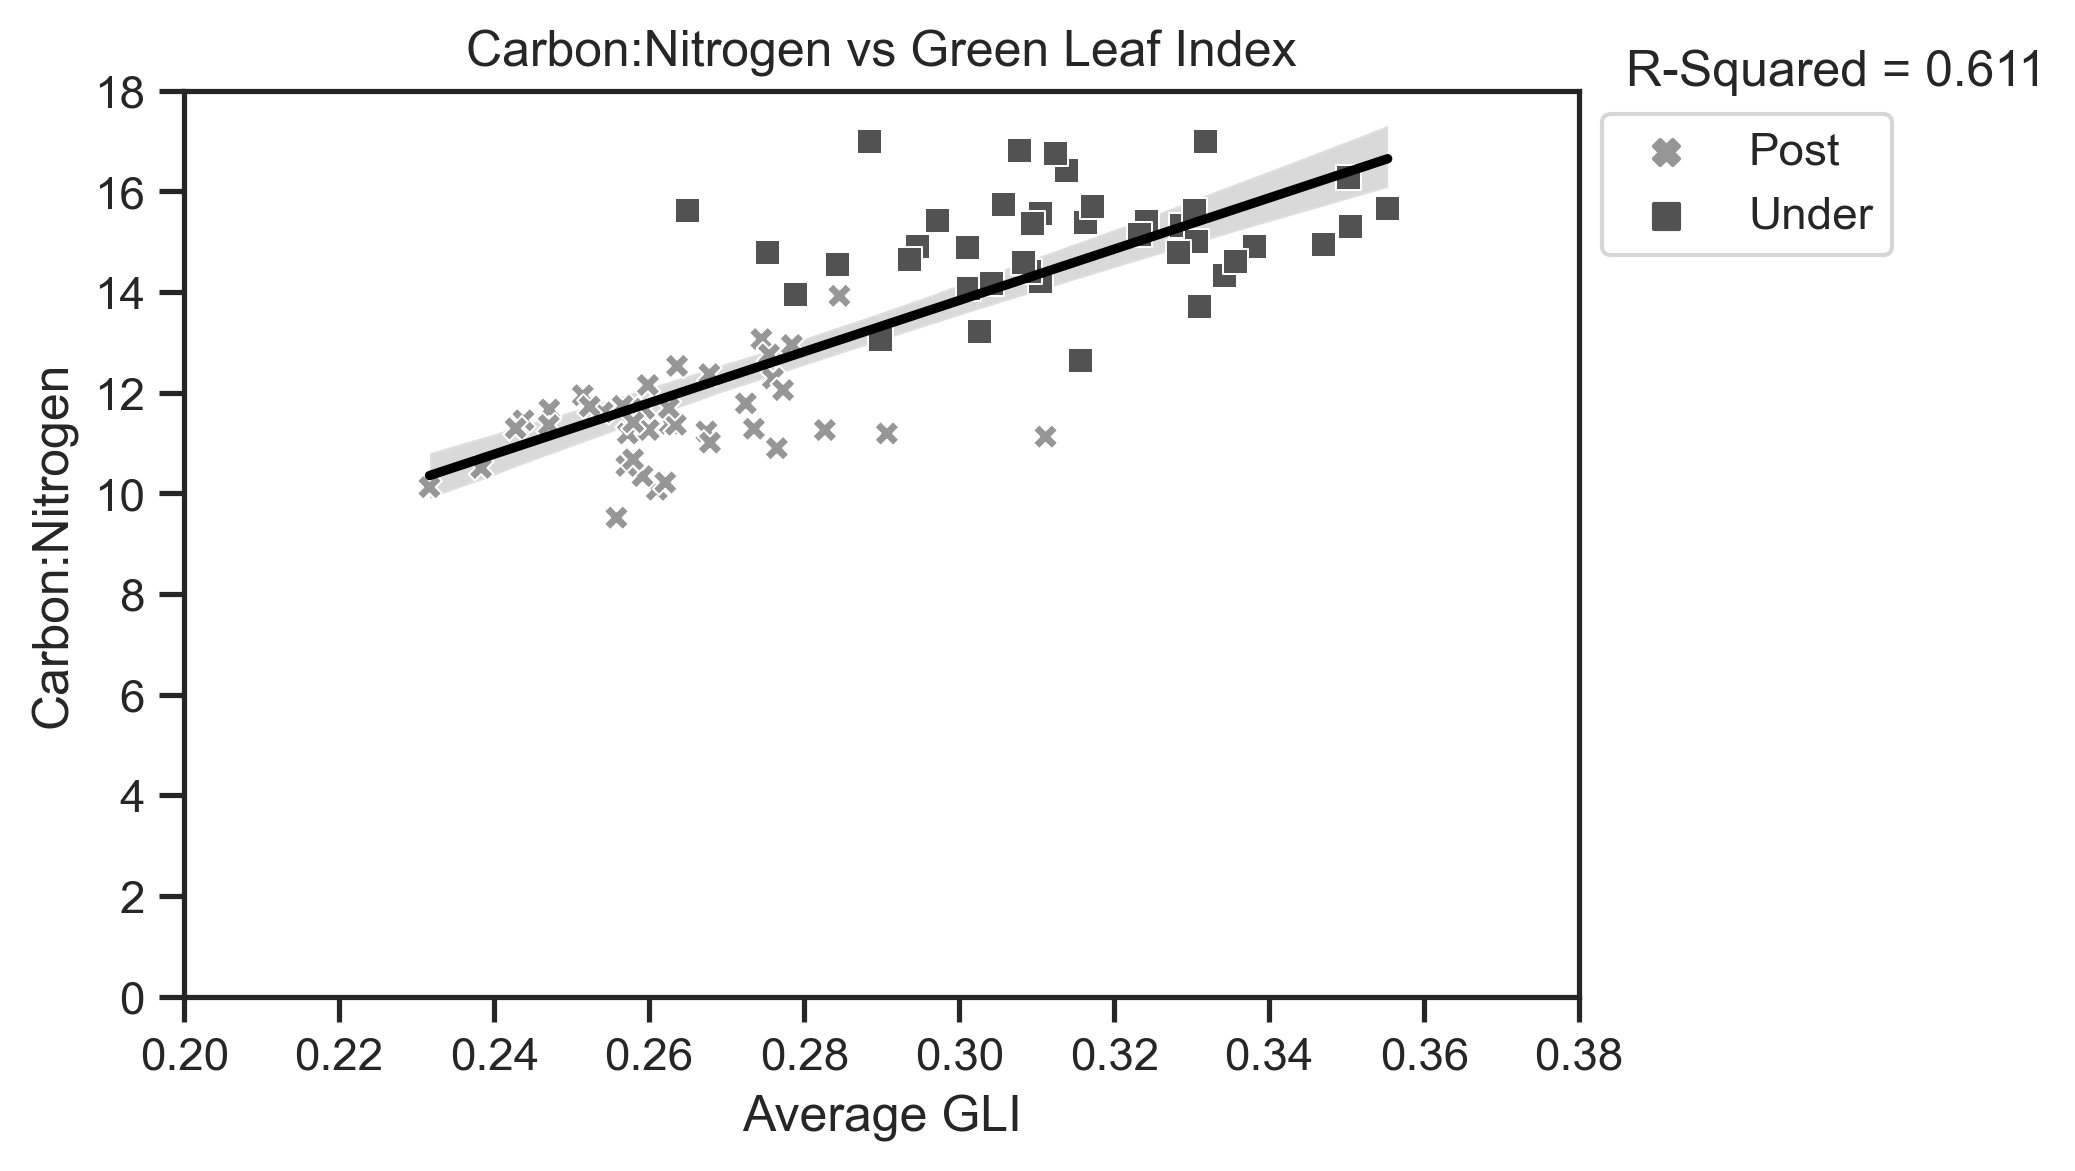 Carbon:Nitrogen vs Green Leaf Index
R-Squared = 0.611
Post
Under
Carbon:Nitrogen
18
16
14
12
10
8
6
4
2
0
0.20 0.22 0.24 0.26 0.28 0.30 0.32 0.34 0.36 0.38
Average GLI